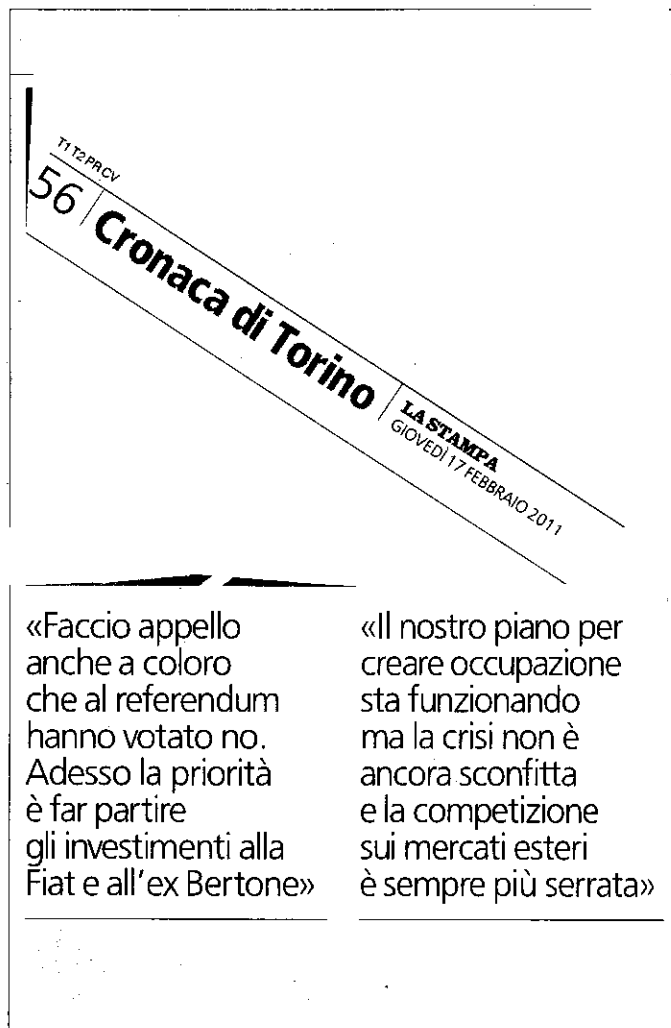 T1 T2 PR CV
56 Cronaca di Torino
LA STAMPA
GIOVEDÌ 17 FEBBRAIO 2011
«Faccio appello
anche a coloro
che al referendum
hanno votato no.
Adesso la priorità
è far partire
gli investimenti alla
Fiat e all'ex Bertone»
«Il nostro piano per
creare occupazione
sta funzionando
ma la crisi non è
ancora sconfitta
e la competizione
sui mercati esteri
è sempre più serrata»